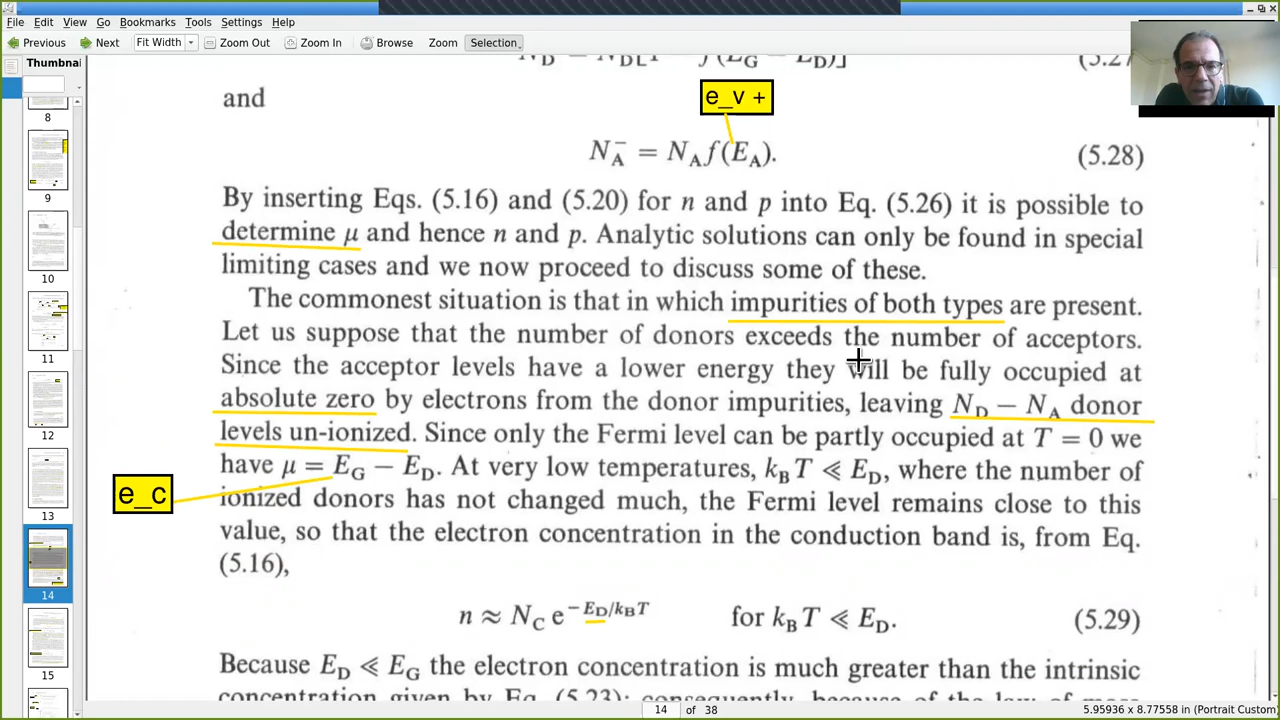 File Edit View Go Bookmarks Tools Settings Help
Previous Next Fit Width Zoom Out Zoom In Browse Zoom Selection
Thumbnai
8
9
10
11
12
13
14
15
and
e_v +
N_A^- = N_A f(E_A). (5.28)
By inserting Eqs. (5.16) and (5.20) for n and p into Eq. (5.26) it is possible to
determine μ and hence n and p. Analytic solutions can only be found in special
limiting cases and we now proceed to discuss some of these.
The commonest situation is that in which impurities of both types are present.
Let us suppose that the number of donors exceeds the number of acceptors.
Since the acceptor levels have a lower energy they will be fully occupied at
absolute zero by electrons from the donor impurities, leaving N_D − N_A donor
levels un-ionized. Since only the Fermi level can be partly occupied at T = 0 we
have μ = E_G − E_D. At very low temperatures, k_B T ≪ E_D, where the number of
e_c
ionized donors has not changed much, the Fermi level remains close to this
value, so that the electron concentration in the conduction band is, from Eq.
(5.16),
n ≈ N_C e^{−E_D/k_B T} for k_B T ≪ E_D. (5.29)
Because E_D ≪ E_G the electron concentration is much greater than the intrinsic
14 of 38
5.95936 x 8.77558 in (Portrait Custom)